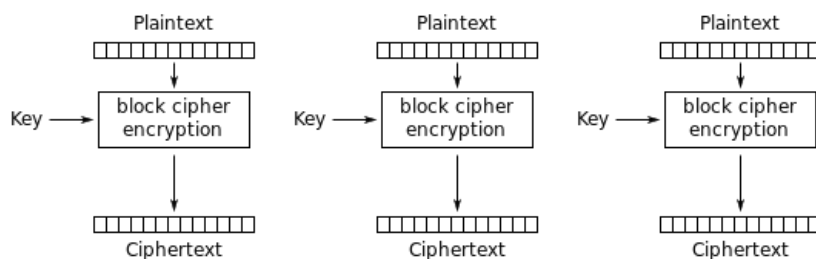 Plaintext Plaintext Plaintext
Key block cipher encryption Key block cipher encryption Key block cipher encryption
Ciphertext Ciphertext Ciphertext